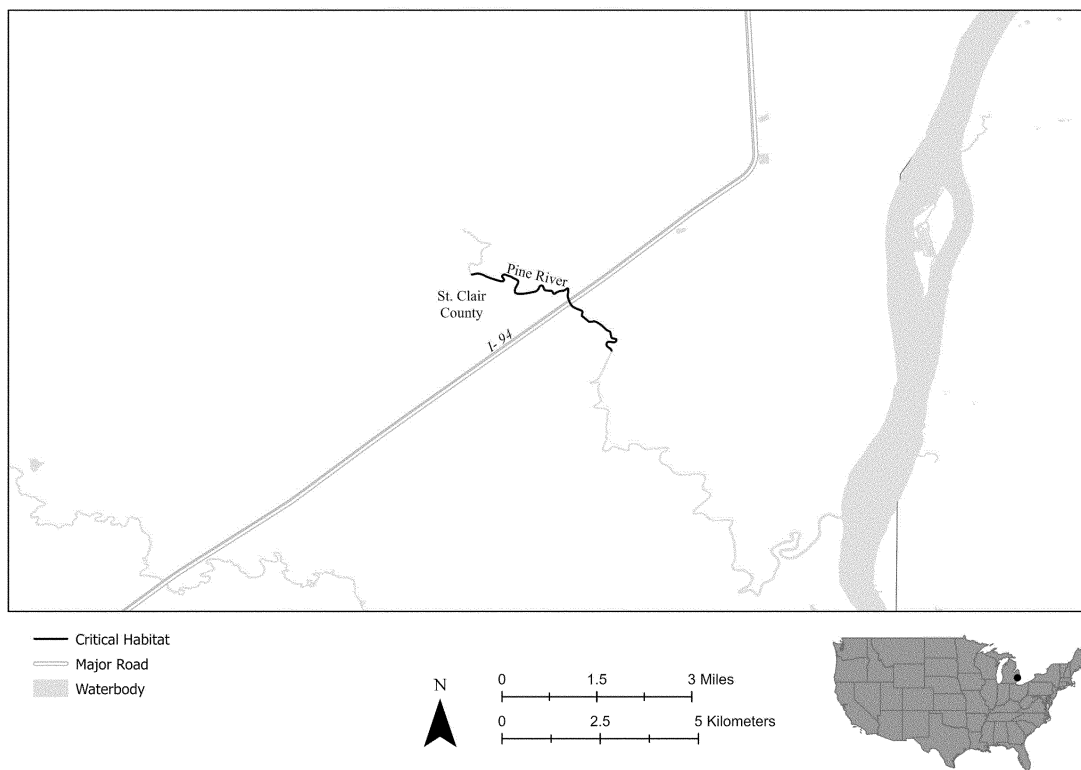 Pine River
St. Clair
County
I- 94
Critical Habitat
Major Road
Waterbody
N
0 1.5 3 Miles
0 2.5 5 Kilometers